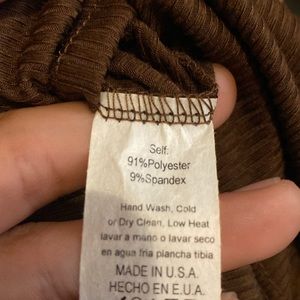 Self:
91%Polyester
9%Spandex
Hand Wash, Cold
or Dry Clean, Low Heat
lavar a mano o lavar seco
en agua fria plancha tibia
MADE IN U.S.A.
HECHO EN E.U.A.